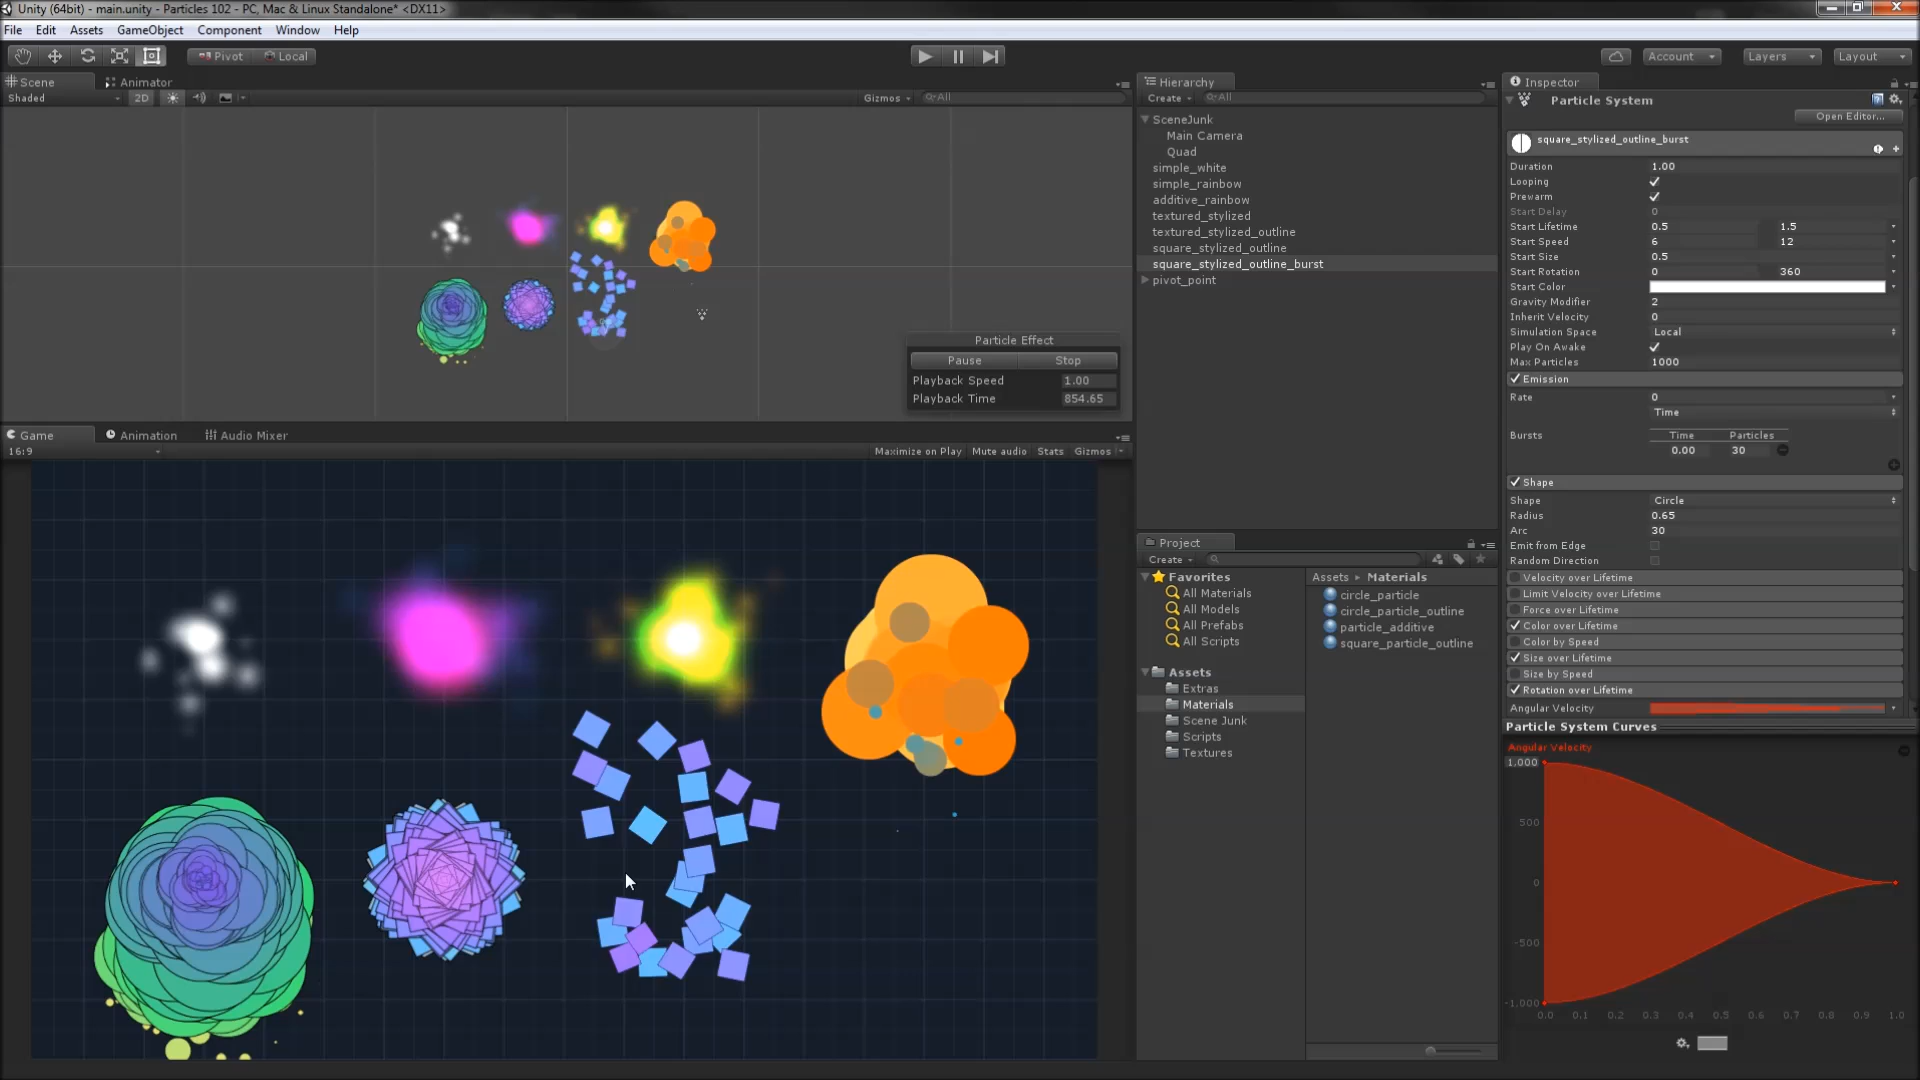 Unity (64bit) - main.unity - Particles 102 - PC, Mac & Linux Standalone* <DX11>
File Edit Assets GameObject Component Window Help
Pivot Local Account Layers Layout
Scene Animator
Shaded 2D Gizmos All
Particle Effect
Pause Stop
Playback Speed 1.00
Playback Time 854.65
Game Animation Audio Mixer
16:9 Maximize on Play Mute audio Stats Gizmos
Hierarchy
Create All
SceneJunk
Main Camera
Quad
simple_white
simple_rainbow
additive_rainbow
textured_stylized
textured_stylized_outline
square_stylized_outline
square_stylized_outline_burst
pivot_point
Project
Create
Favorites
All Materials
All Models
All Prefabs
All Scripts
Assets
Extras
Materials
Scene Junk
Scripts
Textures
Assets Materials
circle_particle
circle_particle_outline
particle_additive
square_particle_outline
Inspector
Particle System
Open Editor...
square_stylized_outline_burst
Duration 1.00
Looping
Prewarm
Start Delay 0
Start Lifetime 0.5 1.5
Start Speed 6 12
Start Size 0.5
Start Rotation 0 360
Start Color
Gravity Modifier 2
Inherit Velocity 0
Simulation Space Local
Play On Awake
Max Particles 1000
Emission
Rate 0
Time
Bursts Time Particles
0.00 30
Shape
Shape Circle
Radius 0.65
Arc 30
Emit from Edge
Random Direction
Velocity over Lifetime
Limit Velocity over Lifetime
Force over Lifetime
Color over Lifetime
Color by Speed
Size over Lifetime
Size by Speed
Rotation over Lifetime
Angular Velocity
Particle System Curves
Angular Velocity
1.000
500
0
-500
-1.000
0.0 0.1 0.2 0.3 0.4 0.5 0.6 0.7 0.8 0.9 1.0